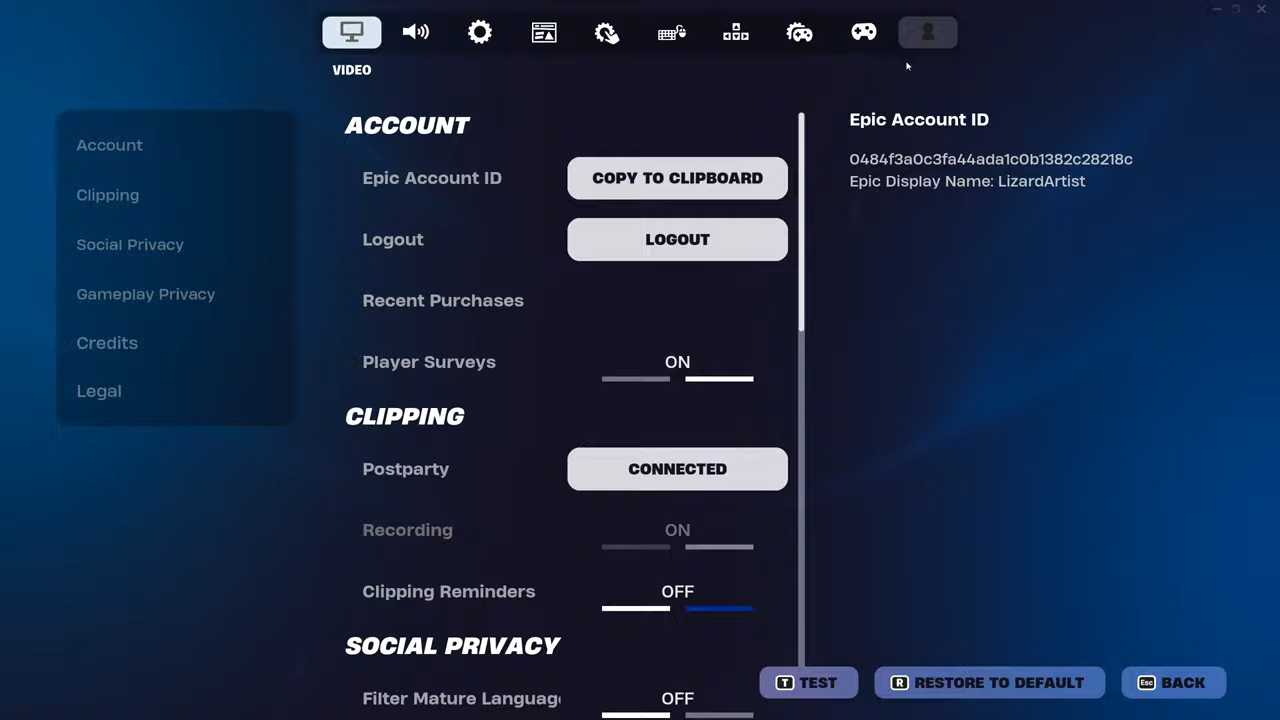 VIDEO
Account
Clipping
Social Privacy
Gameplay Privacy
Credits
Legal
ACCOUNT
Epic Account ID
COPY TO CLIPBOARD
Logout
LOGOUT
Recent Purchases
Player Surveys
ON
CLIPPING
Postparty
CONNECTED
Recording
ON
Clipping Reminders
OFF
SOCIAL PRIVACY
Filter Mature Languag
OFF
Epic Account ID
0484f3a0c3fa44ada1c0b1382c28218c
Epic Display Name: LizardArtist
T TEST
R RESTORE TO DEFAULT
Esc BACK